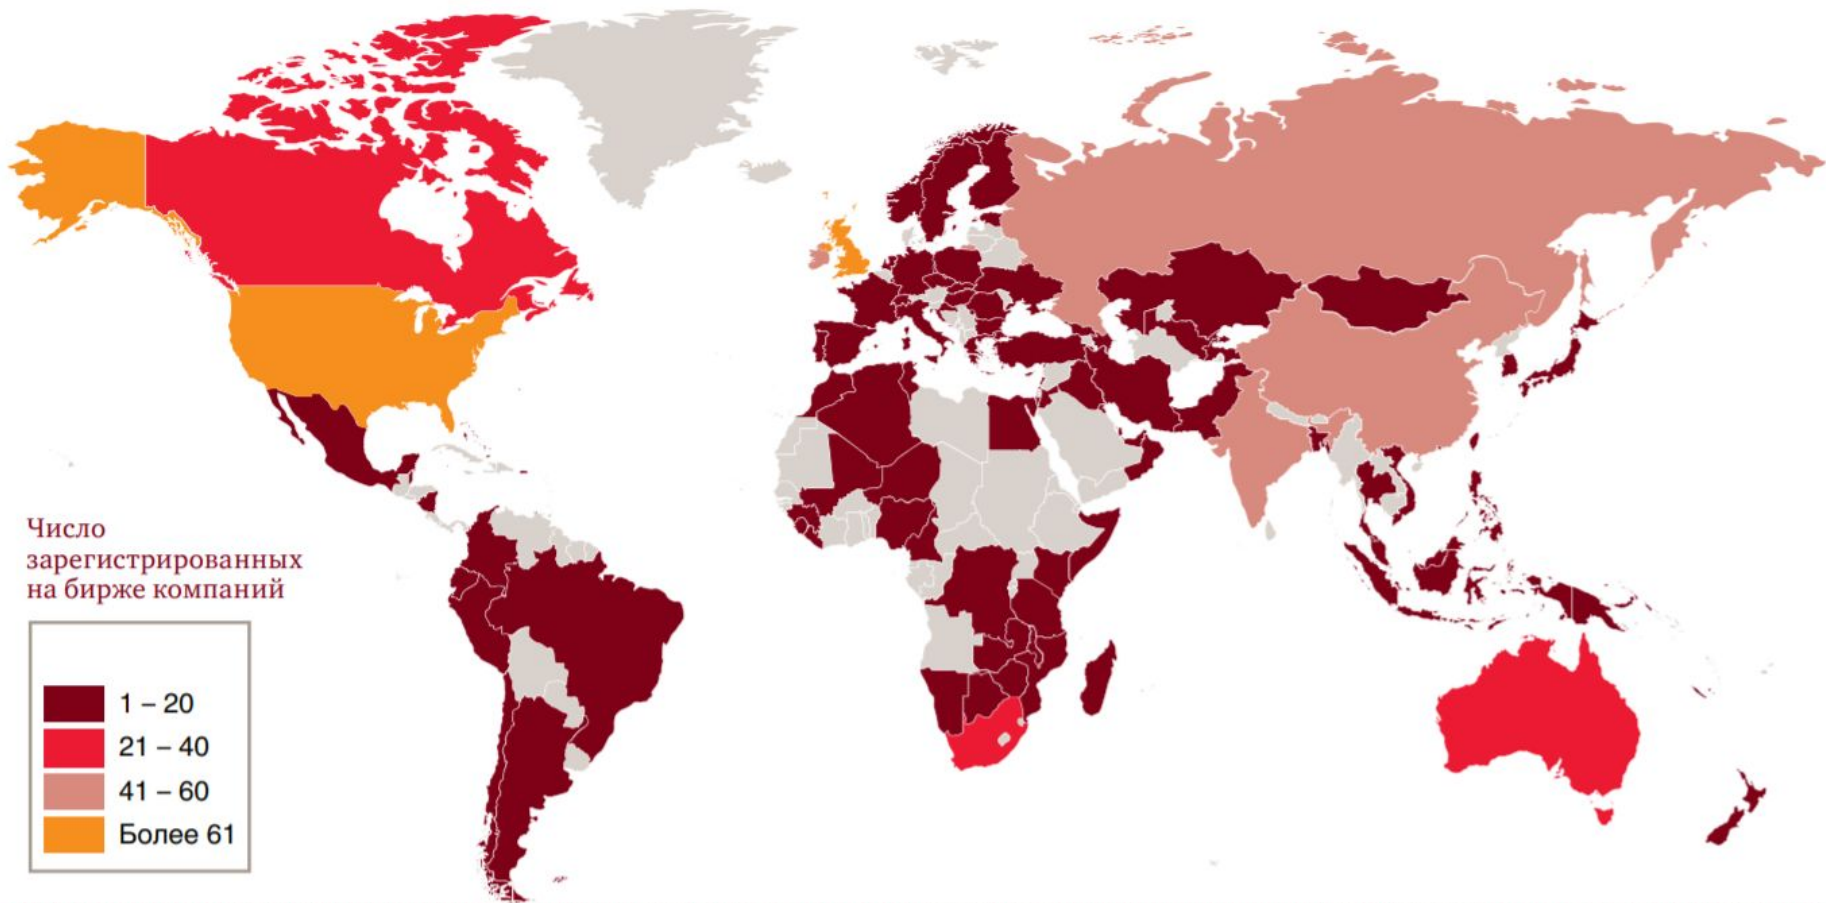 Число
зарегистрированных
на бирже компаний
1 – 20
21 – 40
41 – 60
Более 61